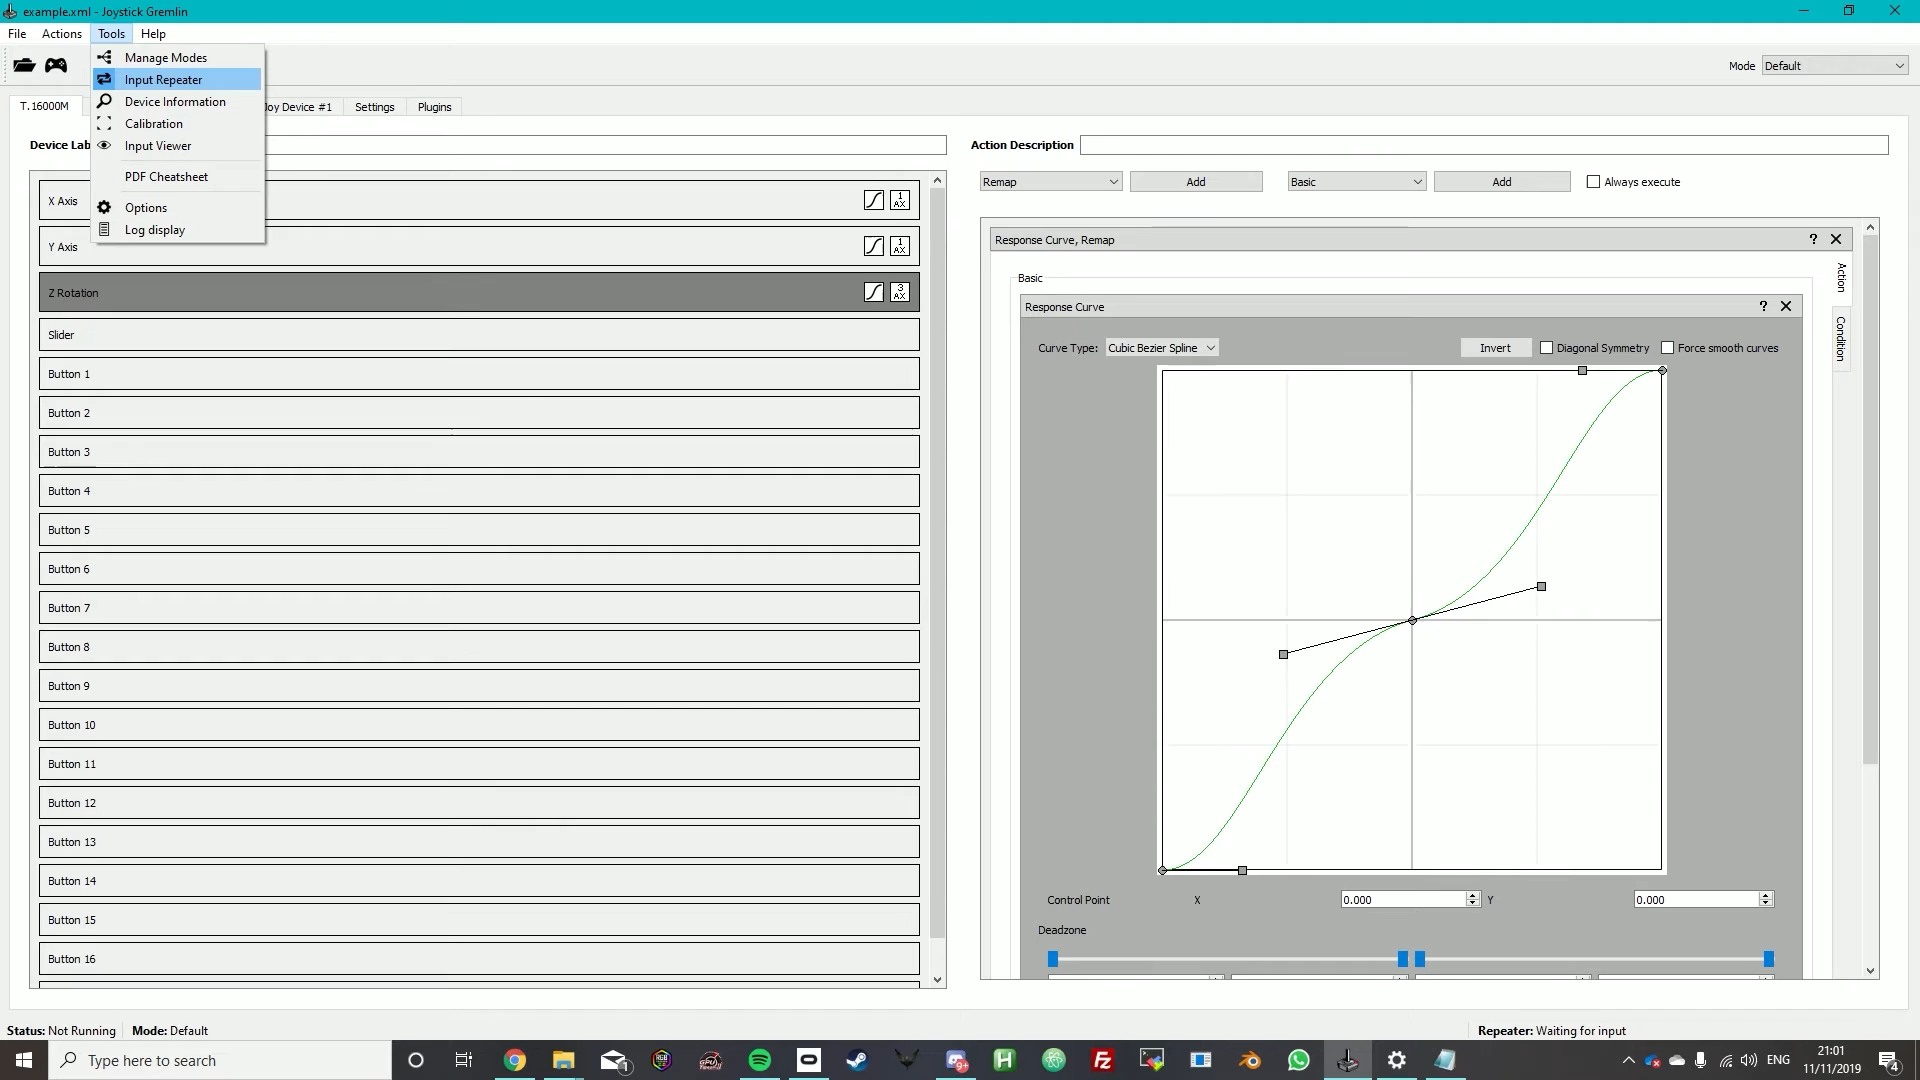 example.xml - Joystick Gremlin
File Actions Tools Help
Manage Modes
Input Repeater
Device Information
Calibration
Input Viewer
PDF Cheatsheet
Options
Log display
Mode Default
T.16000M
Joy Device #1 Settings Plugins
Device Lab
X Axis
1 AX
Y Axis
1 AX
Z Rotation
3 AX
Slider
Button 1
Button 2
Button 3
Button 4
Button 5
Button 6
Button 7
Button 8
Button 9
Button 10
Button 11
Button 12
Button 13
Button 14
Button 15
Button 16
Action Description
Remap Add Basic Add Always execute
Response Curve, Remap ?
Action
Condition
Basic
Response Curve ?
Curve Type: Cubic Bezier Spline Invert Diagonal Symmetry Force smooth curves
Control Point X 0.000 Y 0.000
Deadzone
Status: Not Running Mode: Default
Repeater: Waiting for input
Type here to search
ENG
21:01
11/11/2019